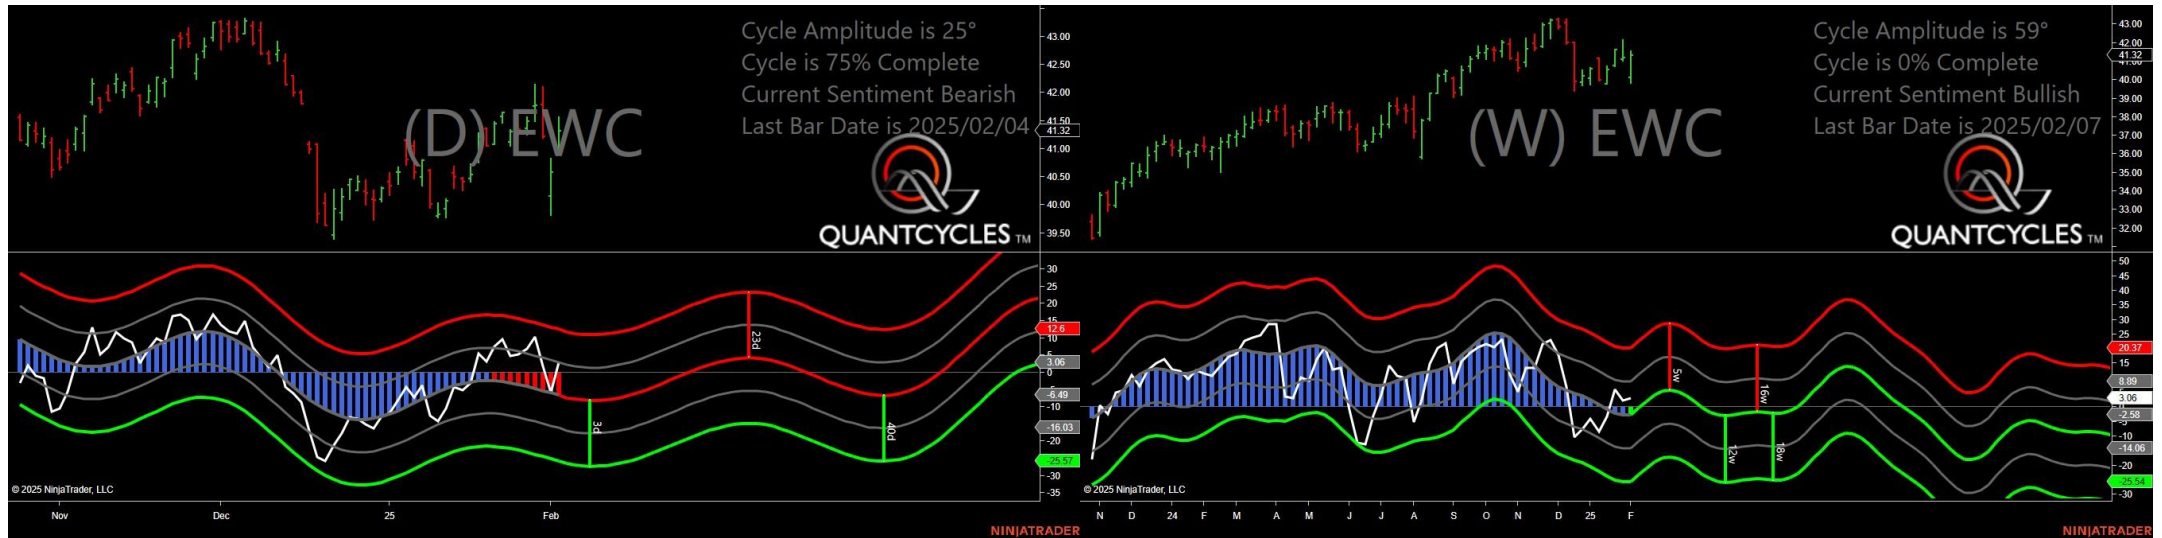 Cycle Amplitude is 25°
Cycle is 75% Complete
Current Sentiment Bearish
Last Bar Date is 2025/02/04
(D) EWC
QUANTCYCLES TM
43.00
42.50
42.00
41.50
41.32
41.00
40.50
40.00
39.50
30
25
20
15
12.6
10
5
3.06
0
-6.49
-10
-16.03
-20
-25.57
-30
-35
23d
3d
40d
© 2025 NinjaTrader, LLC
Nov
Dec
25
Feb
NINJATRADER
Cycle Amplitude is 59°
Cycle is 0% Complete
Current Sentiment Bullish
Last Bar Date is 2025/02/07
(W) EWC
QUANTCYCLES TM
43.00
42.00
41.32
40.00
39.00
38.00
37.00
36.00
35.00
34.00
33.00
32.00
50
45
40
35
30
25
20.37
15
8.89
3.06
-2.58
-5
-10
-14.06
-20
-25.54
-30
5w
16w
12w
18w
© 2025 NinjaTrader, LLC
N D 24 F M A M J J A S O N D 25 F
NINJATRADER